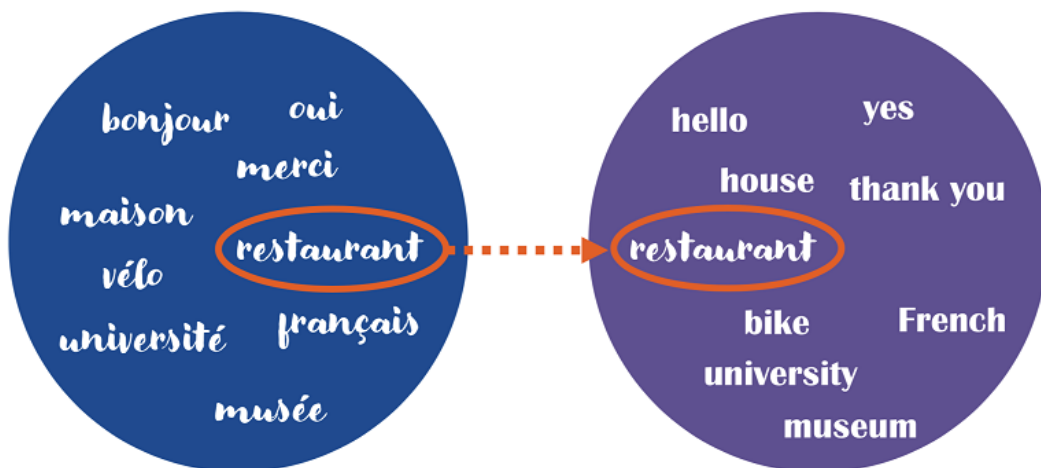 bonjour
oui
merci
maison
restaurant
vélo
français
université
musée
hello
yes
house
thank you
restaurant
bike
French
university
museum